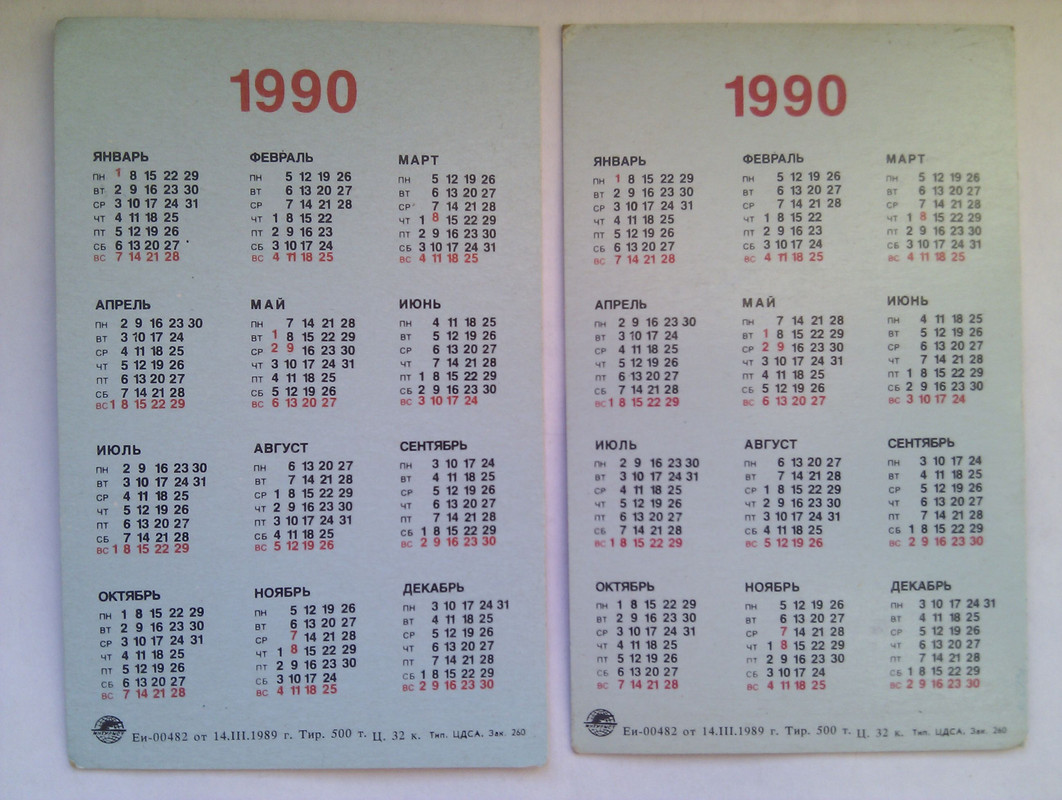 1990
ЯНВАРЬ
ПН 1 8 15 22 29
ВТ 2 9 16 23 30
СР 3 10 17 24 31
ЧТ 4 11 18 25
ПТ 5 12 19 26
СБ 6 13 20 27
ВС 7 14 21 28
ФЕВРАЛЬ
ПН 5 12 19 26
ВТ 6 13 20 27
СР 7 14 21 28
ЧТ 1 8 15 22
ПТ 2 9 16 23
СБ 3 10 17 24
ВС 4 11 18 25
МАРТ
ПН 5 12 19 26
ВТ 6 13 20 27
СР 7 14 21 28
ЧТ 1 8 15 22 29
ПТ 2 9 16 23 30
СБ 3 10 17 24 31
ВС 4 11 18 25
АПРЕЛЬ
ПН 2 9 16 23 30
ВТ 3 10 17 24
СР 4 11 18 25
ЧТ 5 12 19 26
ПТ 6 13 20 27
СБ 7 14 21 28
ВС 1 8 15 22 29
МАЙ
ПН 7 14 21 28
ВТ 1 8 15 22 29
СР 2 9 16 23 30
ЧТ 3 10 17 24 31
ПТ 4 11 18 25
СБ 5 12 19 26
ВС 6 13 20 27
ИЮНЬ
ПН 4 11 18 25
ВТ 5 12 19 26
СР 6 13 20 27
ЧТ 7 14 21 28
ПТ 1 8 15 22 29
СБ 2 9 16 23 30
ВС 3 10 17 24
ИЮЛЬ
ПН 2 9 16 23 30
ВТ 3 10 17 24 31
СР 4 11 18 25
ЧТ 5 12 19 26
ПТ 6 13 20 27
СБ 7 14 21 28
ВС 1 8 15 22 29
АВГУСТ
ПН 6 13 20 27
ВТ 7 14 21 28
СР 1 8 15 22 29
ЧТ 2 9 16 23 30
ПТ 3 10 17 24 31
СБ 4 11 18 25
ВС 5 12 19 26
СЕНТЯБРЬ
ПН 3 10 17 24
ВТ 4 11 18 25
СР 5 12 19 26
ЧТ 6 13 20 27
ПТ 7 14 21 28
СБ 1 8 15 22 29
ВС 2 9 16 23 30
ОКТЯБРЬ
ПН 1 8 15 22 29
ВТ 2 9 16 23 30
СР 3 10 17 24 31
ЧТ 4 11 18 25
ПТ 5 12 19 26
СБ 6 13 20 27
ВС 7 14 21 28
НОЯБРЬ
ПН 5 12 19 26
ВТ 6 13 20 27
СР 7 14 21 28
ЧТ 1 8 15 22 29
ПТ 2 9 16 23 30
СБ 3 10 17 24
ВС 4 11 18 25
ДЕКАБРЬ
ПН 3 10 17 24 31
ВТ 4 11 18 25
СР 5 12 19 26
ЧТ 6 13 20 27
ПТ 7 14 21 28
СБ 1 8 15 22 29
ВС 2 9 16 23 30
Еи-00482 от 14.III.1989 г. Тир. 500 т. Ц. 32 к. Тип. ЦДСА, Зак. 260
1990
ЯНВАРЬ
ПН 1 8 15 22 29
ВТ 2 9 16 23 30
СР 3 10 17 24 31
ЧТ 4 11 18 25
ПТ 5 12 19 26
СБ 6 13 20 27
ВС 7 14 21 28
ФЕВРАЛЬ
ПН 5 12 19 26
ВТ 6 13 20 27
СР 7 14 21 28
ЧТ 1 8 15 22
ПТ 2 9 16 23
СБ 3 10 17 24
ВС 4 11 18 25
МАРТ
ПН 5 12 19 26
ВТ 6 13 20 27
СР 7 14 21 28
ЧТ 1 8 15 22 29
ПТ 2 9 16 23 30
СБ 3 10 17 24 31
ВС 4 11 18 25
АПРЕЛЬ
ПН 2 9 16 23 30
ВТ 3 10 17 24
СР 4 11 18 25
ЧТ 5 12 19 26
ПТ 6 13 20 27
СБ 7 14 21 28
ВС 1 8 15 22 29
МАЙ
ПН 7 14 21 28
ВТ 1 8 15 22 29
СР 2 9 16 23 30
ЧТ 3 10 17 24 31
ПТ 4 11 18 25
СБ 5 12 19 26
ВС 6 13 20 27
ИЮНЬ
ПН 4 11 18 25
ВТ 5 12 19 26
СР 6 13 20 27
ЧТ 7 14 21 28
ПТ 1 8 15 22 29
СБ 2 9 16 23 30
ВС 3 10 17 24
ИЮЛЬ
ПН 2 9 16 23 30
ВТ 3 10 17 24 31
СР 4 11 18 25
ЧТ 5 12 19 26
ПТ 6 13 20 27
СБ 7 14 21 28
ВС 1 8 15 22 29
АВГУСТ
ПН 6 13 20 27
ВТ 7 14 21 28
СР 1 8 15 22 29
ЧТ 2 9 16 23 30
ПТ 3 10 17 24 31
СБ 4 11 18 25
ВС 5 12 19 26
СЕНТЯБРЬ
ПН 3 10 17 24
ВТ 4 11 18 25
СР 5 12 19 26
ЧТ 6 13 20 27
ПТ 7 14 21 28
СБ 1 8 15 22 29
ВС 2 9 16 23 30
ОКТЯБРЬ
ПН 1 8 15 22 29
ВТ 2 9 16 23 30
СР 3 10 17 24 31
ЧТ 4 11 18 25
ПТ 5 12 19 26
СБ 6 13 20 27
ВС 7 14 21 28
НОЯБРЬ
ПН 5 12 19 26
ВТ 6 13 20 27
СР 7 14 21 28
ЧТ 1 8 15 22 29
ПТ 2 9 16 23 30
СБ 3 10 17 24
ВС 4 11 18 25
ДЕКАБРЬ
ПН 3 10 17 24 31
ВТ 4 11 18 25
СР 5 12 19 26
ЧТ 6 13 20 27
ПТ 7 14 21 28
СБ 1 8 15 22 29
ВС 2 9 16 23 30
Еи-00482 от 14.III.1989 г. Тир. 500 т. Ц. 32 к. Тип. ЦДСА, Зак. 260